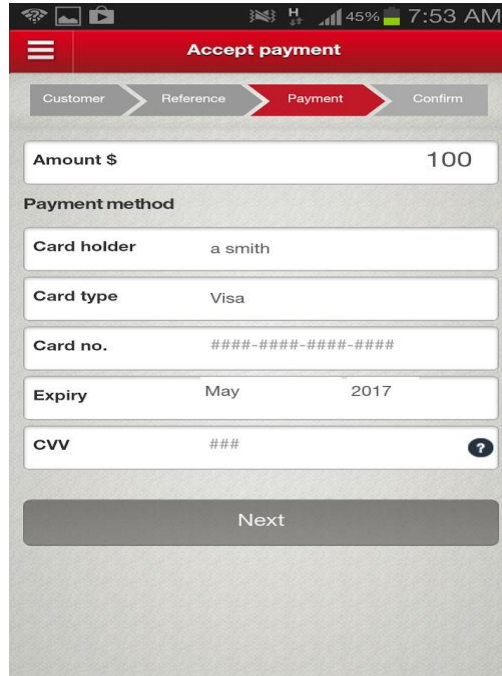 H 45% 7:53 AM
Accept payment
Customer Reference Payment Confirm
Amount $ 100
Payment method
Card holder a smith
Card type Visa
Card no. ####-####-####-####
Expiry May 2017
CVV ### ?
Next